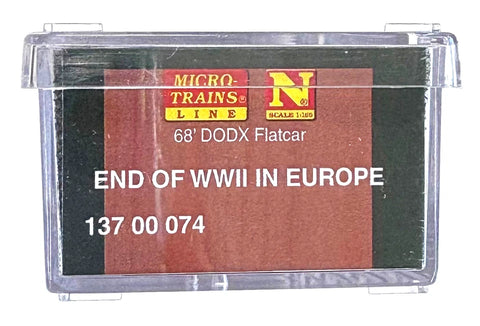 MICRO-
TRAINS®
LINE
N®
SCALE 1:160
68' DODX Flatcar
END OF WWII IN EUROPE
137 00 074